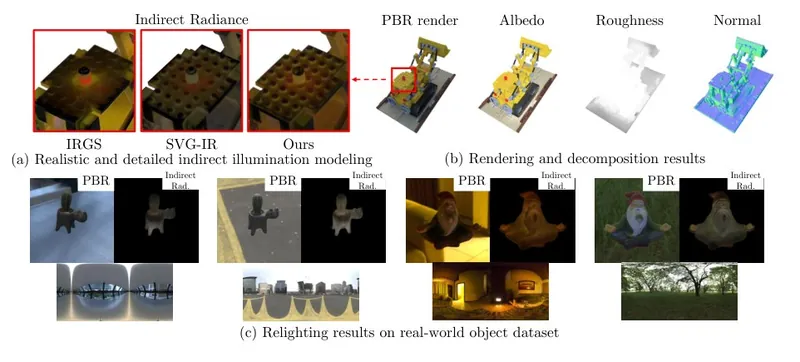 Indirect Radiance
PBR render Albedo Roughness Normal
IRGS SVG-IR Ours
(a) Realistic and detailed indirect illumination modeling
(b) Rendering and decomposition results
PBR
Indirect
Rad.
PBR
Indirect
Rad.
PBR
Indirect
Rad.
PBR
Indirect
Rad.
(c) Relighting results on real-world object dataset